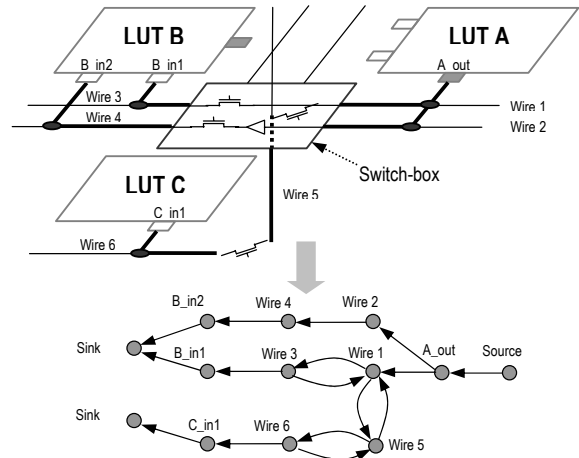 LUT B
LUT A
B_in2
B_in1
A_out
Wire 3
Wire 1
Wire 4
Wire 2
Switch-box
LUT C
Wire 5
C_in1
Wire 6
B_in2
Wire 4
Wire 2
Sink
B_in1
Wire 3
Wire 1
A_out
Source
Sink
C_in1
Wire 6
Wire 5